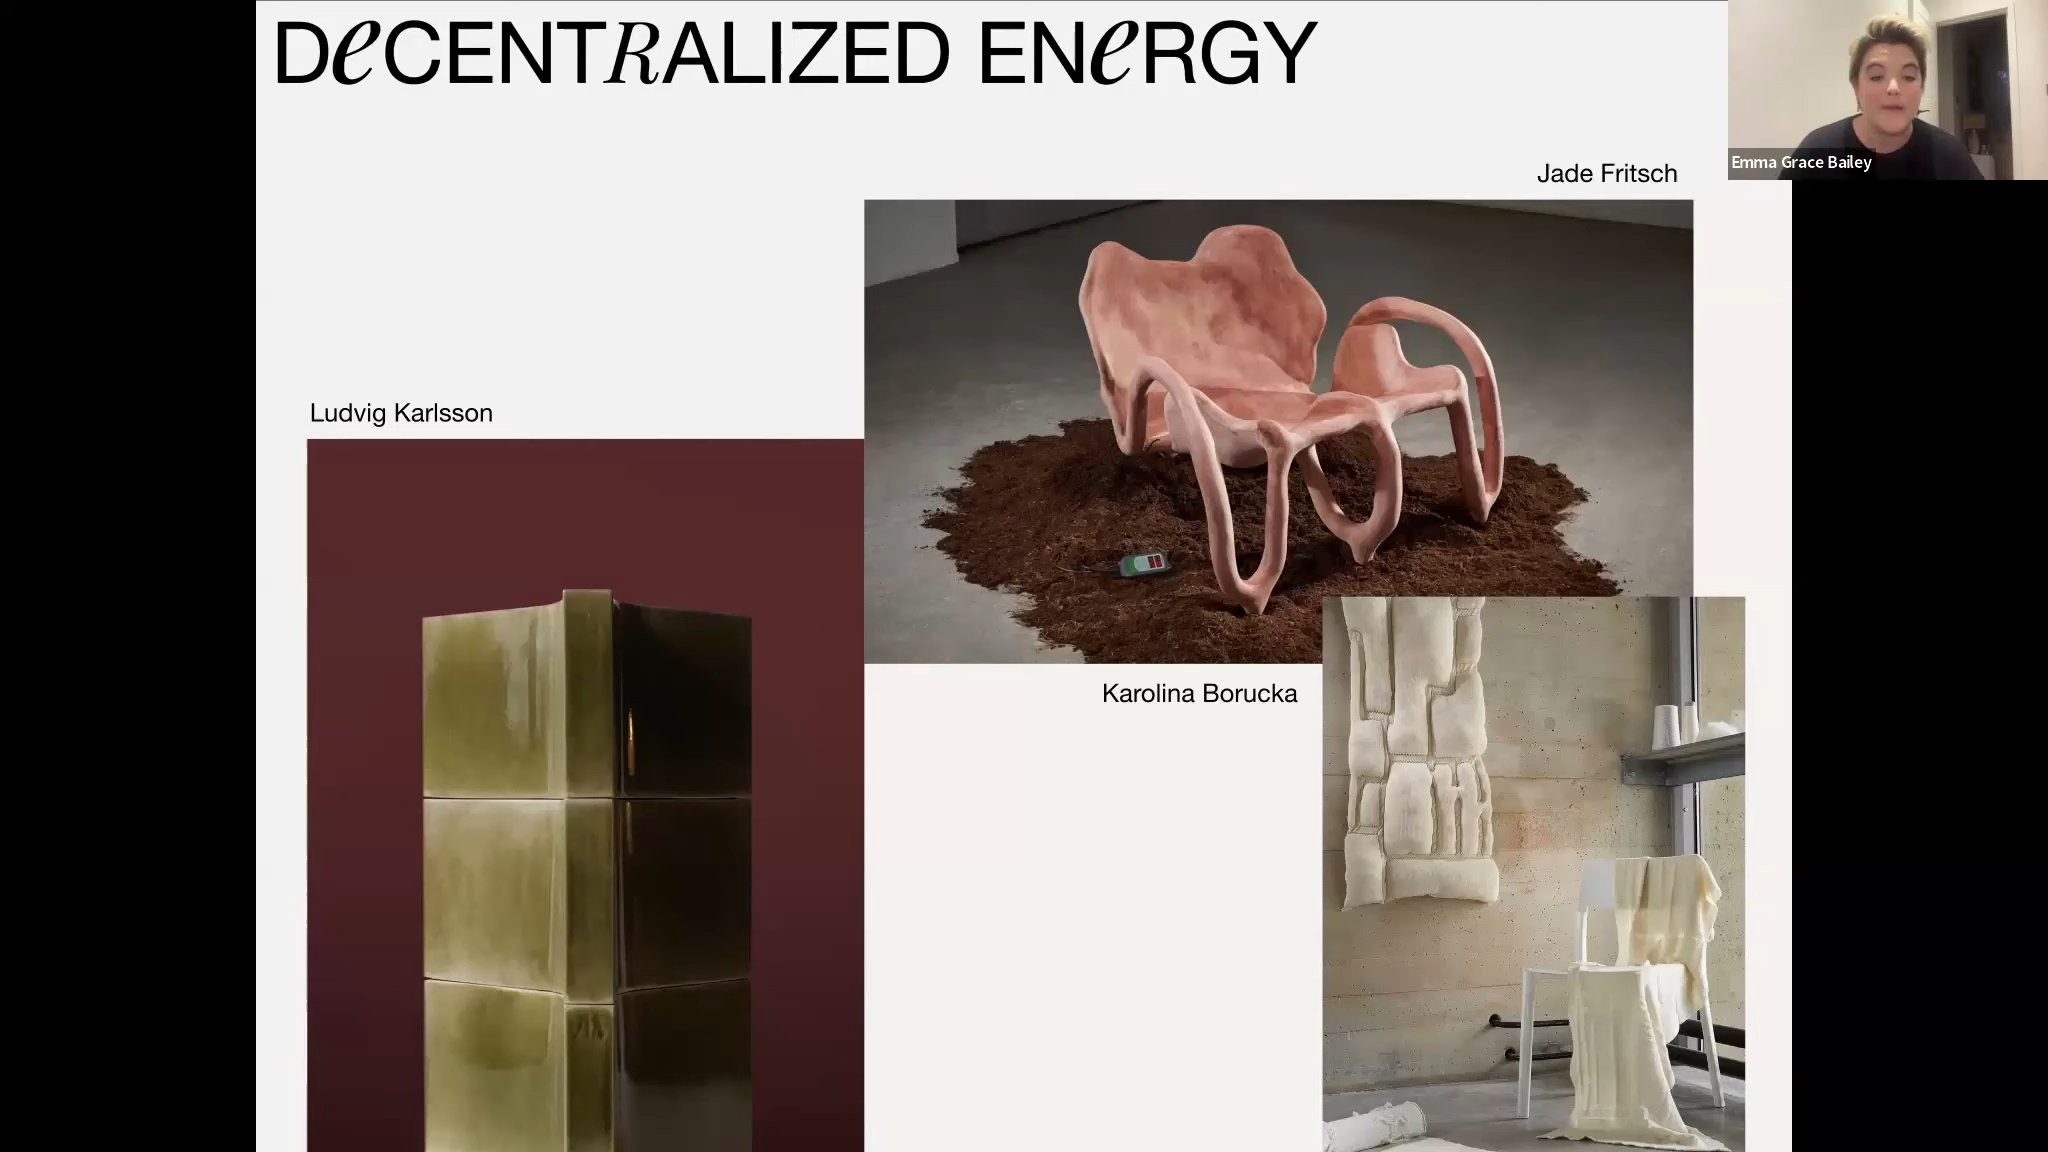 DeCENTRALIZED ENeRGY
Emma Grace Bailey
Jade Fritsch
Ludvig Karlsson
Karolina Borucka